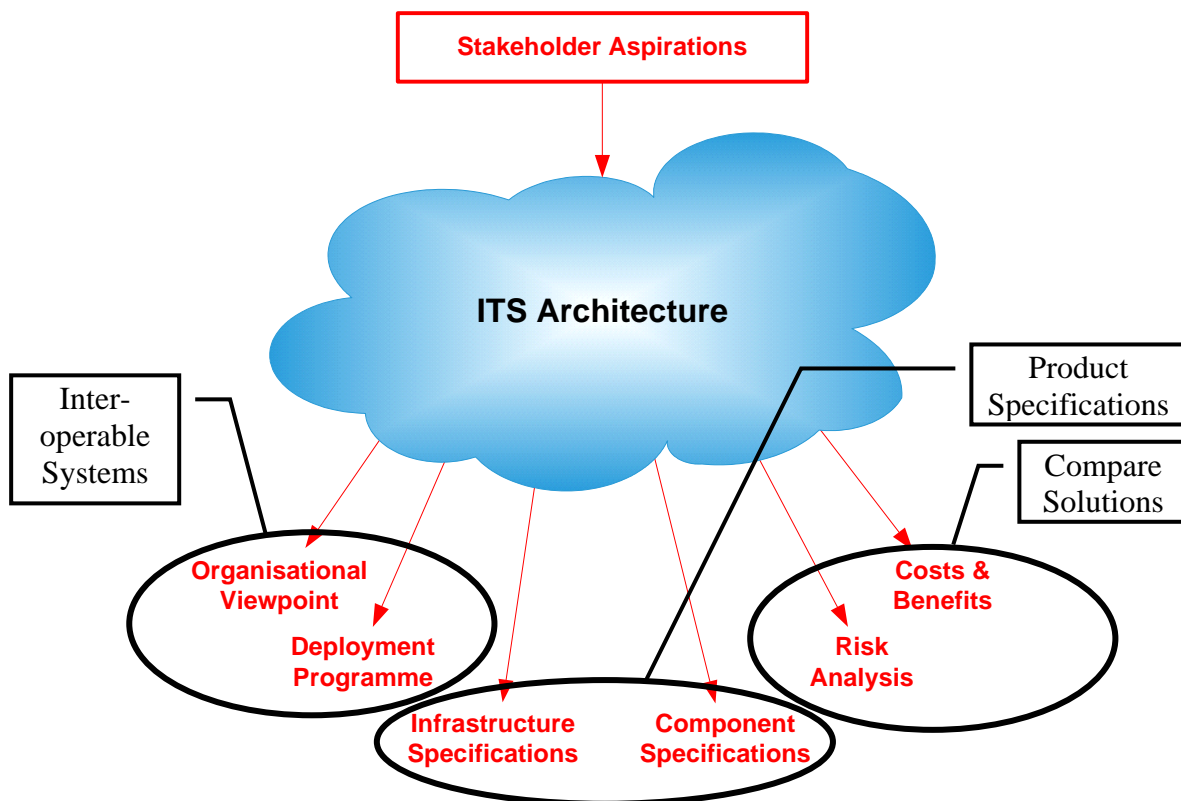 Stakeholder Aspirations
ITS Architecture
Inter-
operable
Systems
Product
Specifications
Compare
Solutions
Organisational
Viewpoint
Deployment
Programme
Costs &
Benefits
Risk
Analysis
Infrastructure
Specifications
Component
Specifications